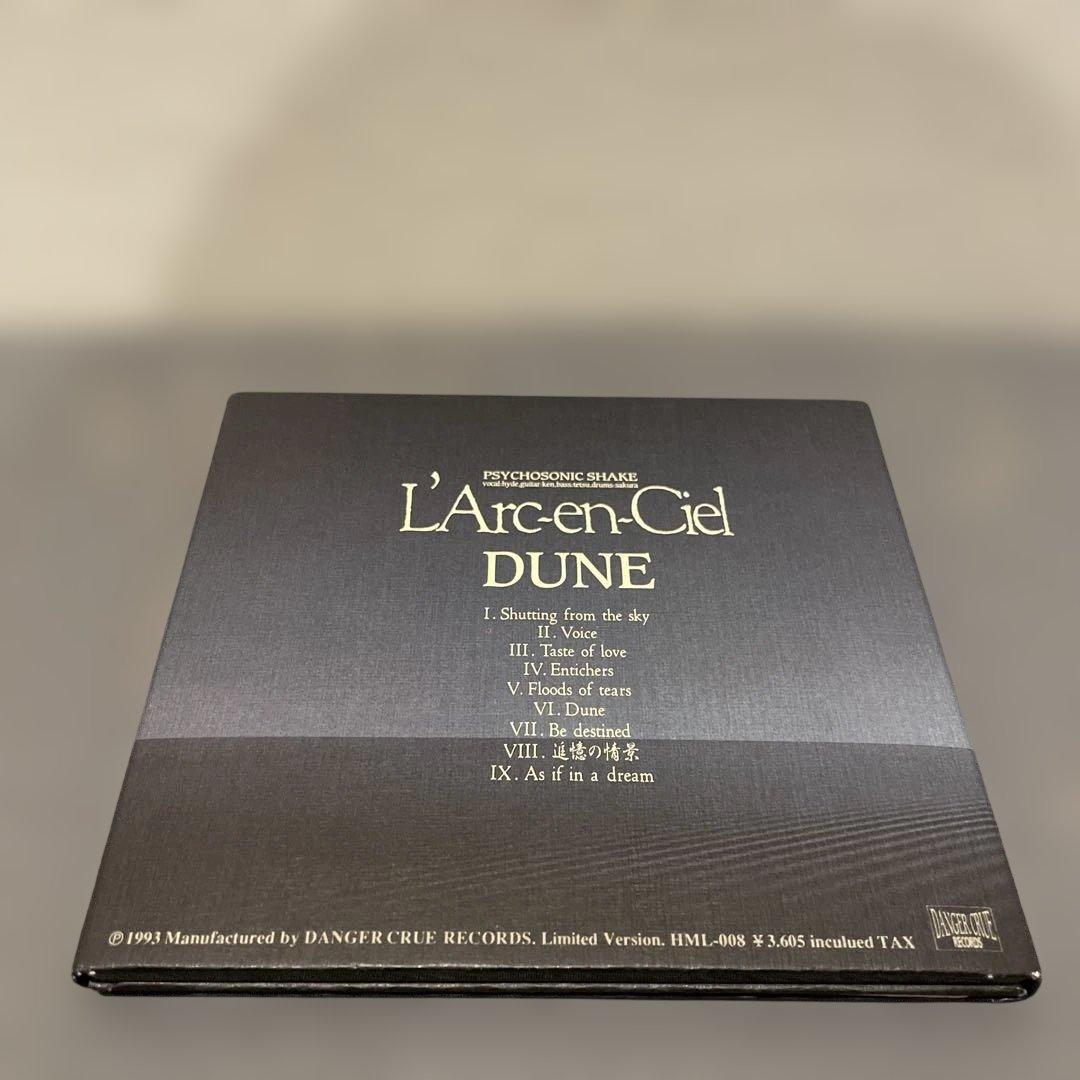 PSYCHOSONIC SHAKE
vocal:hyde,guitar:ken,bass:tetsu,drums:sakura
L'Arc-en-Ciel
DUNE
I. Shutting from the sky
II. Voice
III. Taste of love
IV. Entichers
V. Floods of tears
VI. Dune
VII. Be destined
VIII. 追憶の情景
IX. As if in a dream
℗1993 Manufactured by DANGER CRUE RECORDS. Limited Version. HML-008 ¥3.605 inculued TAX
DANGER CRUE
RECORDS